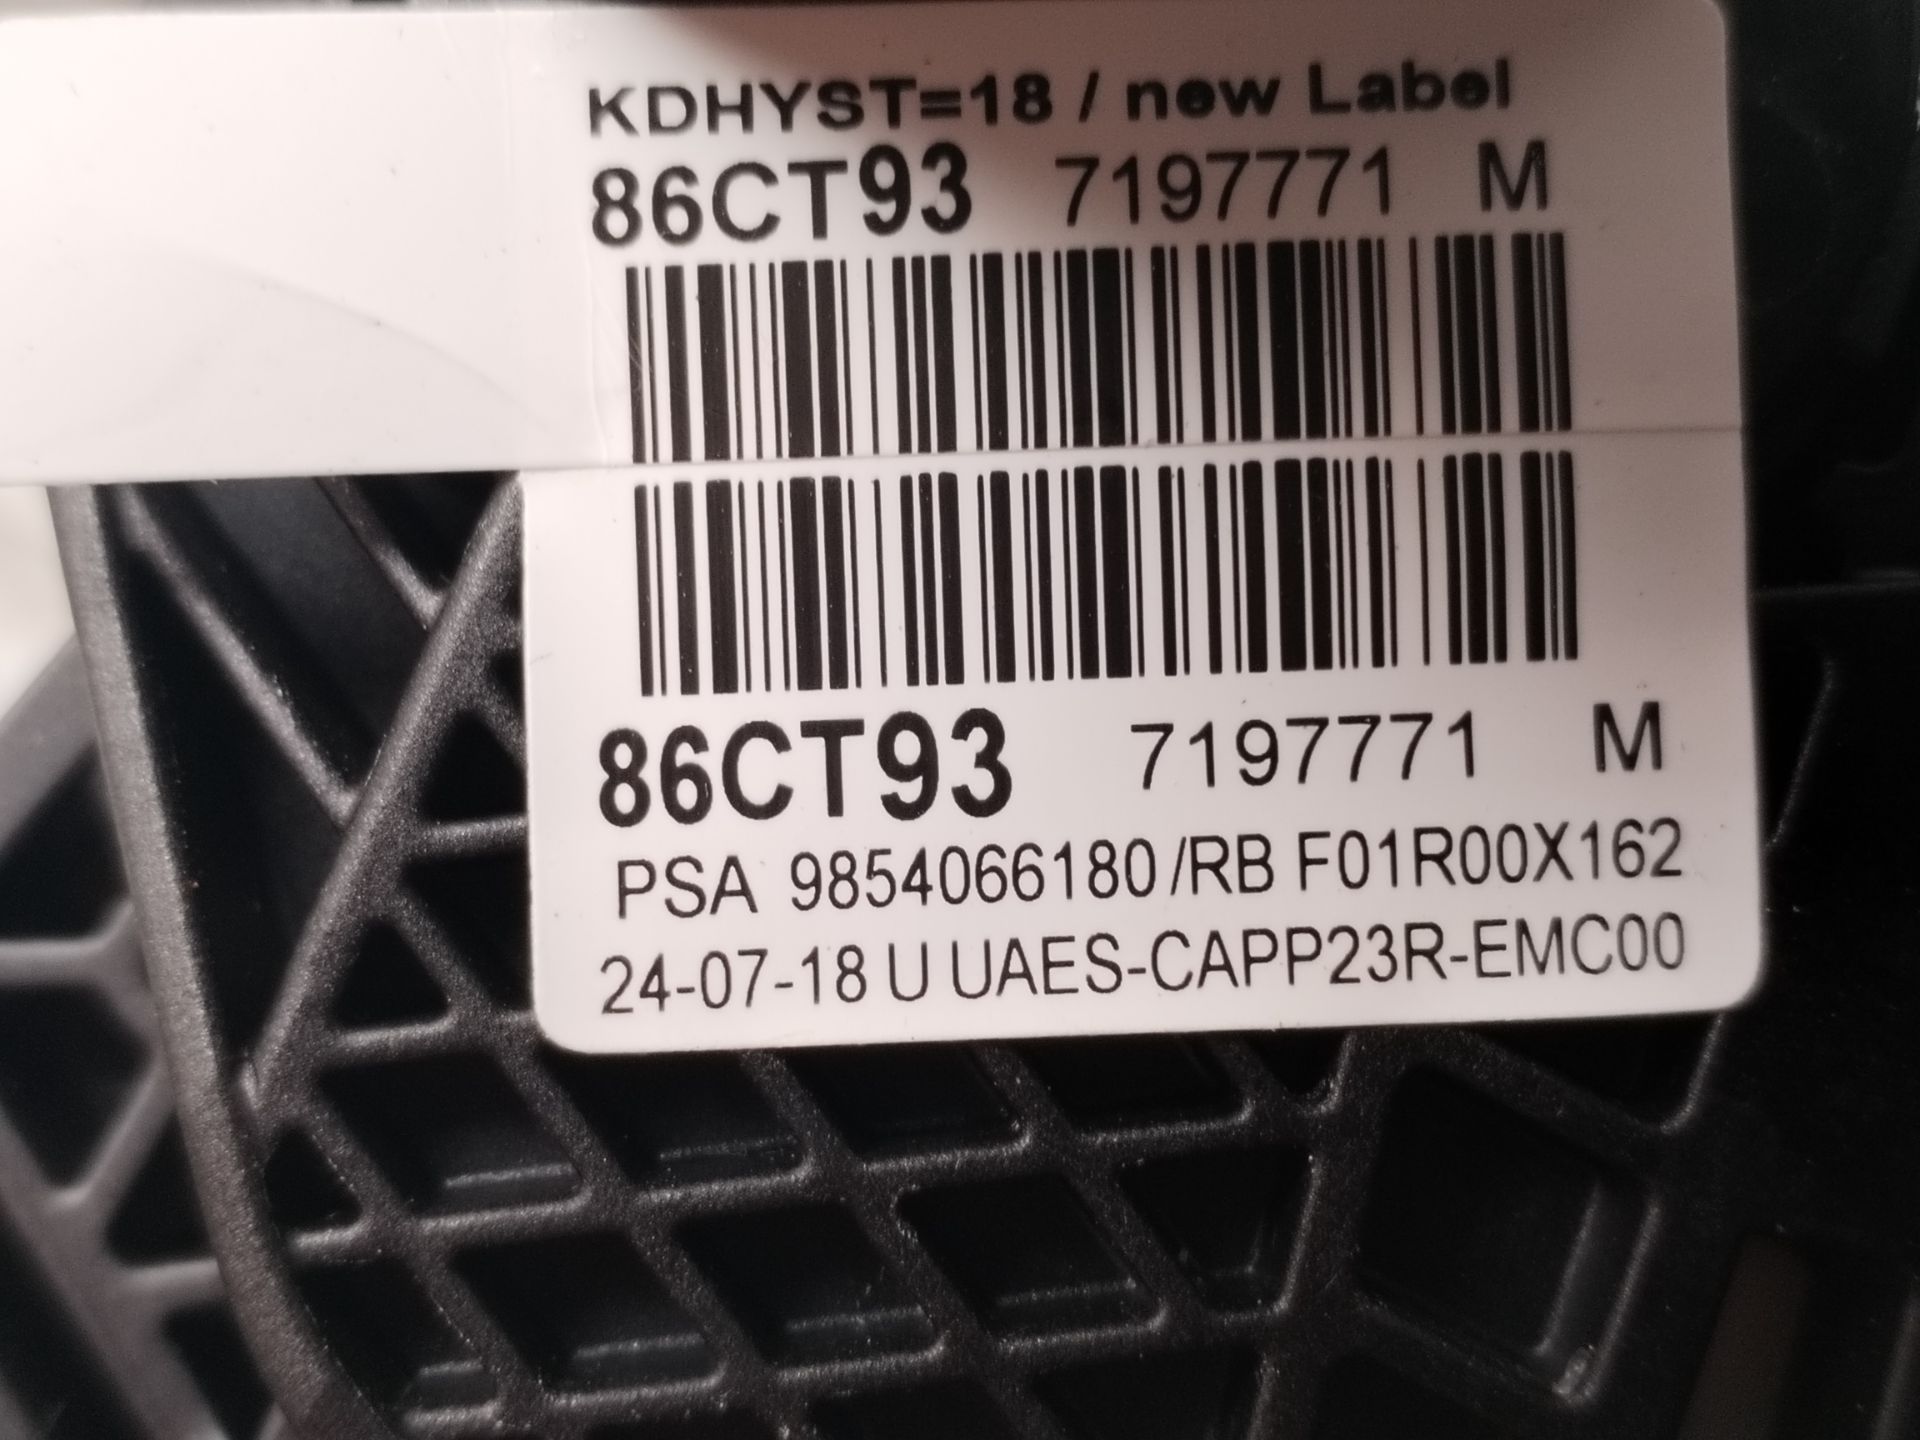 KDHYST=18 / new Label
86CT93 7197771 M
86CT93 7197771 M
PSA 9854066180/RB F01R00X162
24-07-18 U UAES-CAPP23R-EMC00